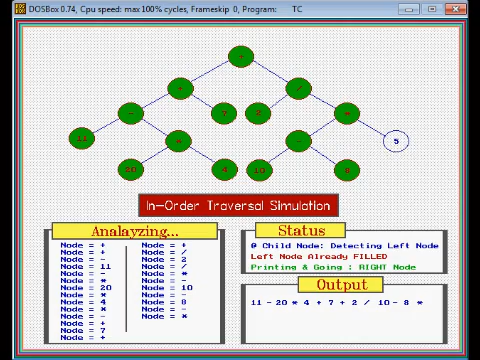 DOSBox 0.74, Cpu speed: max 100% cycles, Frameskip 0, Program: TC
+
+ /
- 7 2 *
11 * - 5
20 4 10 8
In-Order Traversal Simulation
Analayzing...
Node = +
Node = +
Node = -
Node = 11
Node = -
Node = *
Node = 20
Node = *
Node = 4
Node = *
Node = -
Node = +
Node = 7
Node = +
Node = +
Node = /
Node = 2
Node = /
Node = *
Node = -
Node = 10
Node = -
Node = 8
Node = -
Node = *
Status
@ Child Node: Detecting Left Node
Left Node Already FILLED
Printing & Going : RIGHT Node
Output
11 - 20 * 4 + 7 + 2 / 10 - 8 *